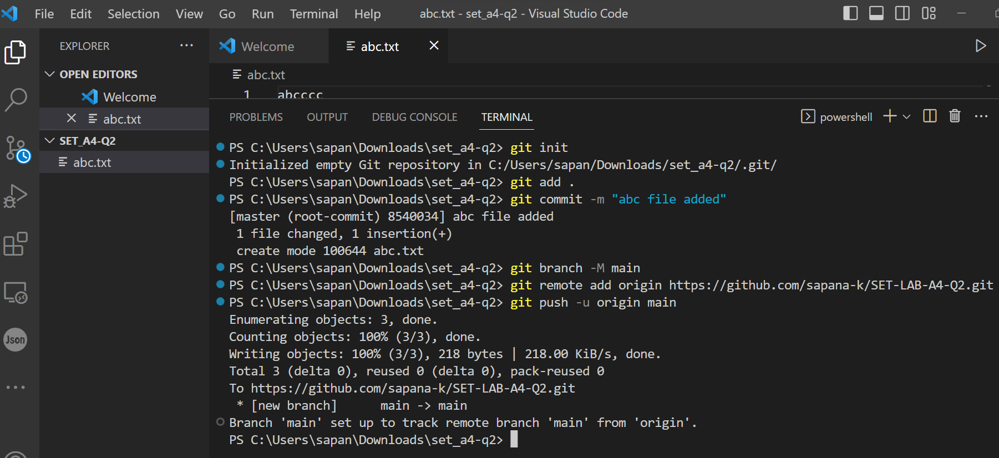 File Edit Selection View Go Run Terminal Help abc.txt - set_a4-q2 - Visual Studio Code
EXPLORER
OPEN EDITORS
Welcome
abc.txt
SET_A4-Q2
abc.txt
Json
Welcome abc.txt
abc.txt
1 abcccc
PROBLEMS OUTPUT DEBUG CONSOLE TERMINAL powershell
PS C:\Users\sapan\Downloads\set_a4-q2> git init
Initialized empty Git repository in C:/Users/sapan/Downloads/set_a4-q2/.git/
PS C:\Users\sapan\Downloads\set_a4-q2> git add .
PS C:\Users\sapan\Downloads\set_a4-q2> git commit -m "abc file added"
[master (root-commit) 8540034] abc file added
1 file changed, 1 insertion(+)
create mode 100644 abc.txt
PS C:\Users\sapan\Downloads\set_a4-q2> git branch -M main
PS C:\Users\sapan\Downloads\set_a4-q2> git remote add origin https://github.com/sapana-k/SET-LAB-A4-Q2.git
PS C:\Users\sapan\Downloads\set_a4-q2> git push -u origin main
Enumerating objects: 3, done.
Counting objects: 100% (3/3), done.
Writing objects: 100% (3/3), 218 bytes | 218.00 KiB/s, done.
Total 3 (delta 0), reused 0 (delta 0), pack-reused 0
To https://github.com/sapana-k/SET-LAB-A4-Q2.git
* [new branch] main -> main
Branch 'main' set up to track remote branch 'main' from 'origin'.
PS C:\Users\sapan\Downloads\set_a4-q2>